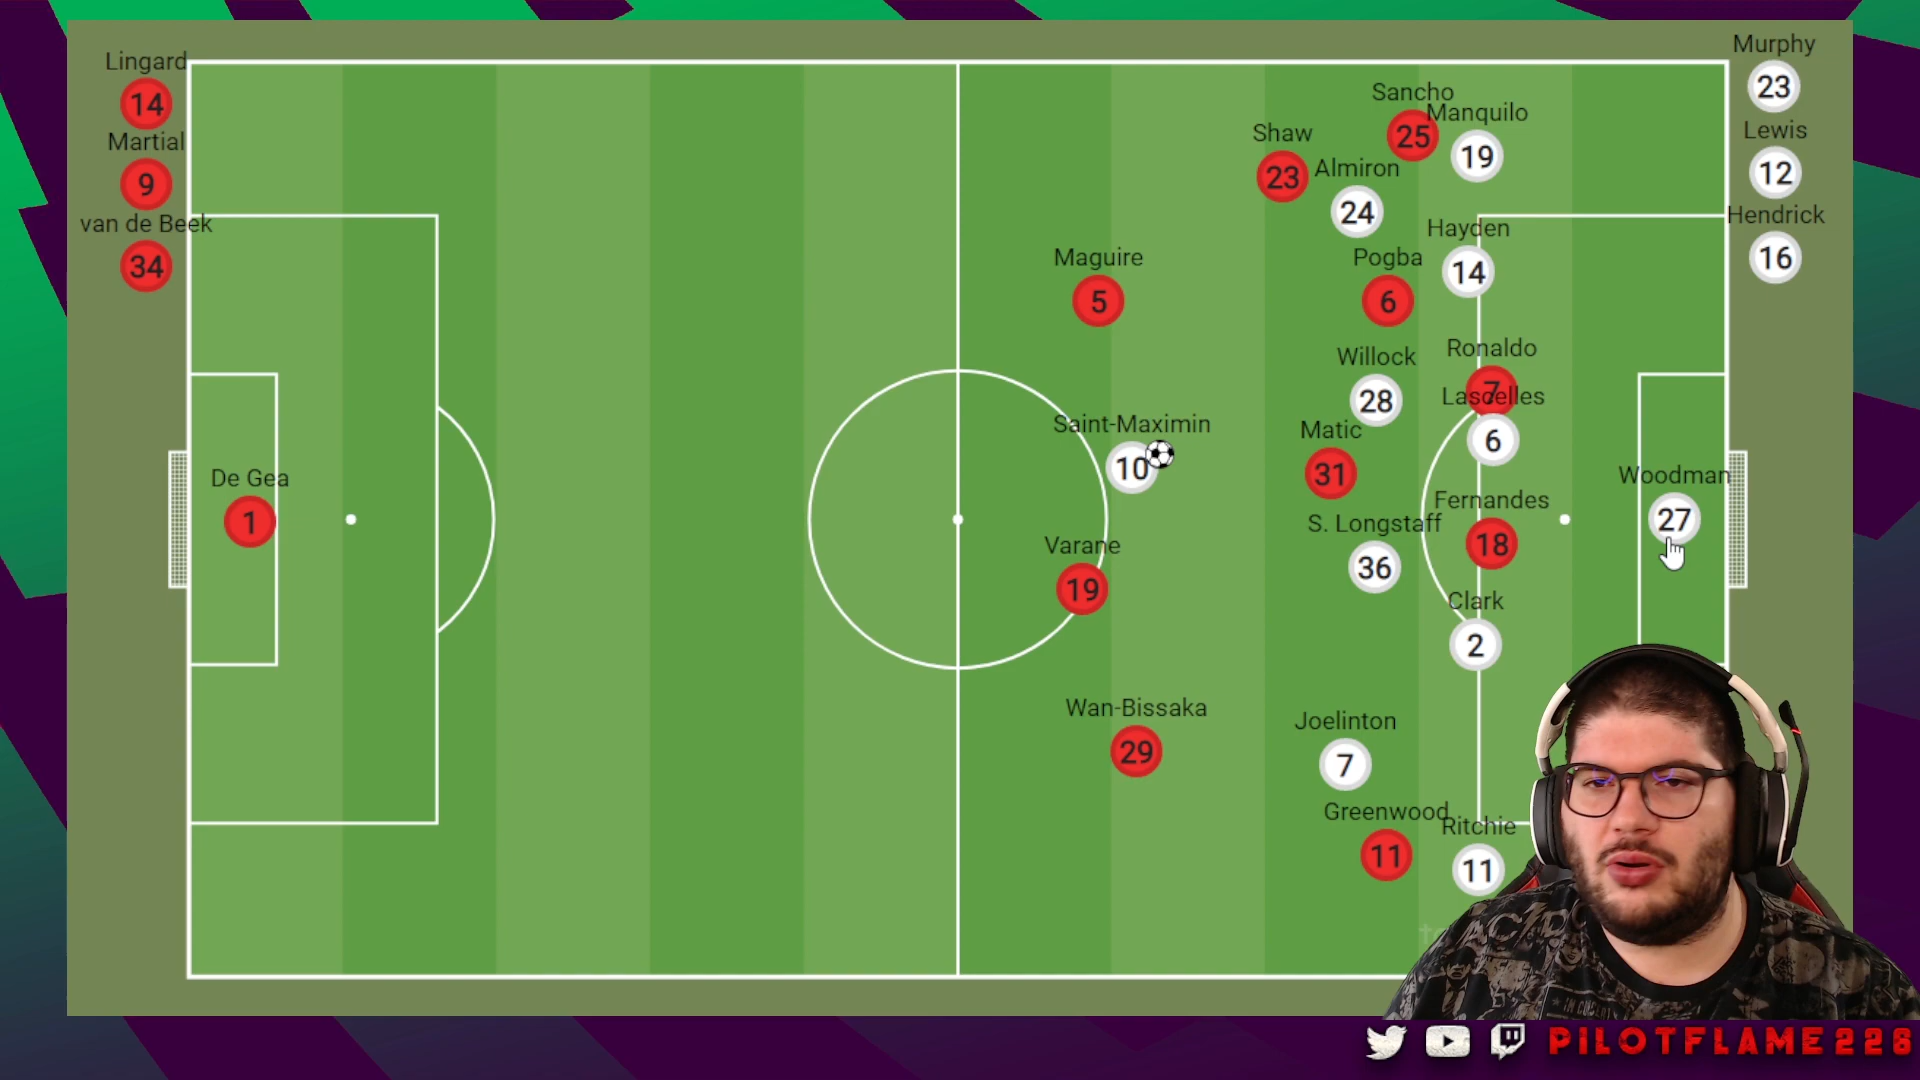 Lingard
14
Martial
9
van de Beek
34
De Gea
1
Maguire
5
Saint-Maximin
10
Varane
19
Wan-Bissaka
29
Shaw
23
Sancho
25
Manquilo
19
Almiron
24
Hayden
14
Pogba
6
Willock
28
Ronaldo
7
Lascelles
6
Matic
31
Fernandes
18
S. Longstaff
36
Clark
2
Joelinton
7
Greenwood
11
Ritchie
11
Woodman
27
Murphy
23
Lewis
12
Hendrick
16
PILOTFLAME226